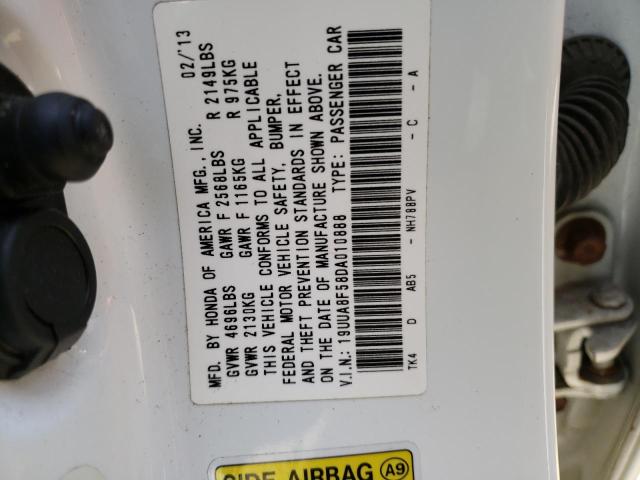 MFD. BY HONDA OF AMERICA MFG., INC. 02/'13
GVWR 4696LBS GAWR F 2568LBS R 2149LBS
GVWR 2130KG GAWR F 1165KG R 975KG
THIS VEHICLE CONFORMS TO ALL APPLICABLE
FEDERAL MOTOR VEHICLE SAFETY, BUMPER,
AND THEFT PREVENTION STANDARDS IN EFFECT
ON THE DATE OF MANUFACTURE SHOWN ABOVE.
V.I.N.: 19UUA8F58DA010888 TYPE: PASSENGER CAR
TK4 D AB5 - NH788PV - C - A
SIDE AIRBAG A9